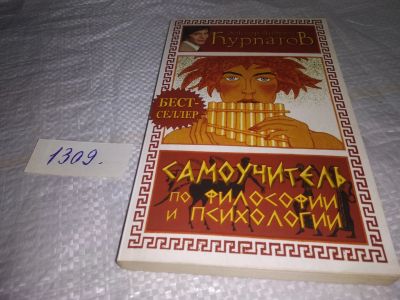 Курпатов
БЕСТ-
СЕЛЛЕР
1309.
САМОУЧИТЕЛЬ
ПО ФИЛОСОФИИ
И ПСИХОЛОГИИ